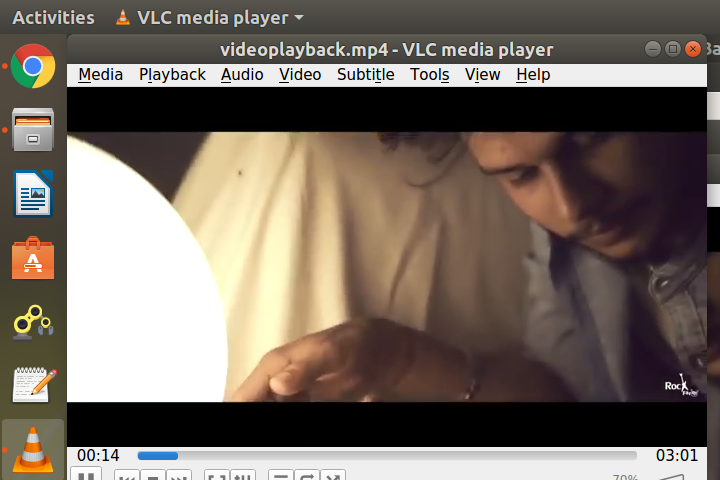 Activities VLC media player
videoplayback.mp4 - VLC media player
Media Playback Audio Video Subtitle Tools View Help
Rock
00:14 03:01
70%